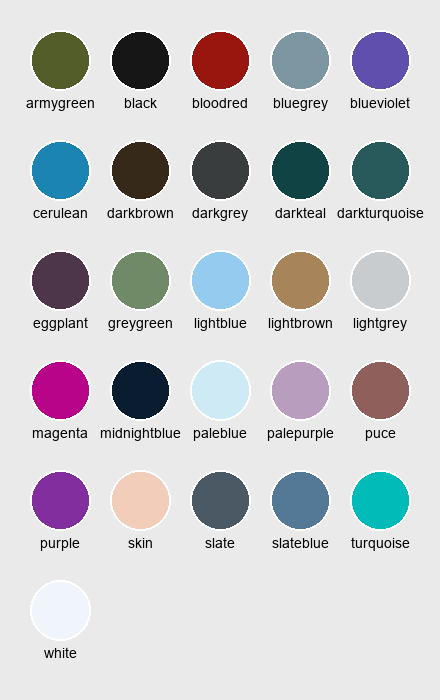 armygreen black bloodred bluegrey blueviolet
cerulean darkbrown darkgrey darkteal darkturquoise
eggplant greygreen lightblue lightbrown lightgrey
magenta midnightblue paleblue palepurple puce
purple skin slate slateblue turquoise
white